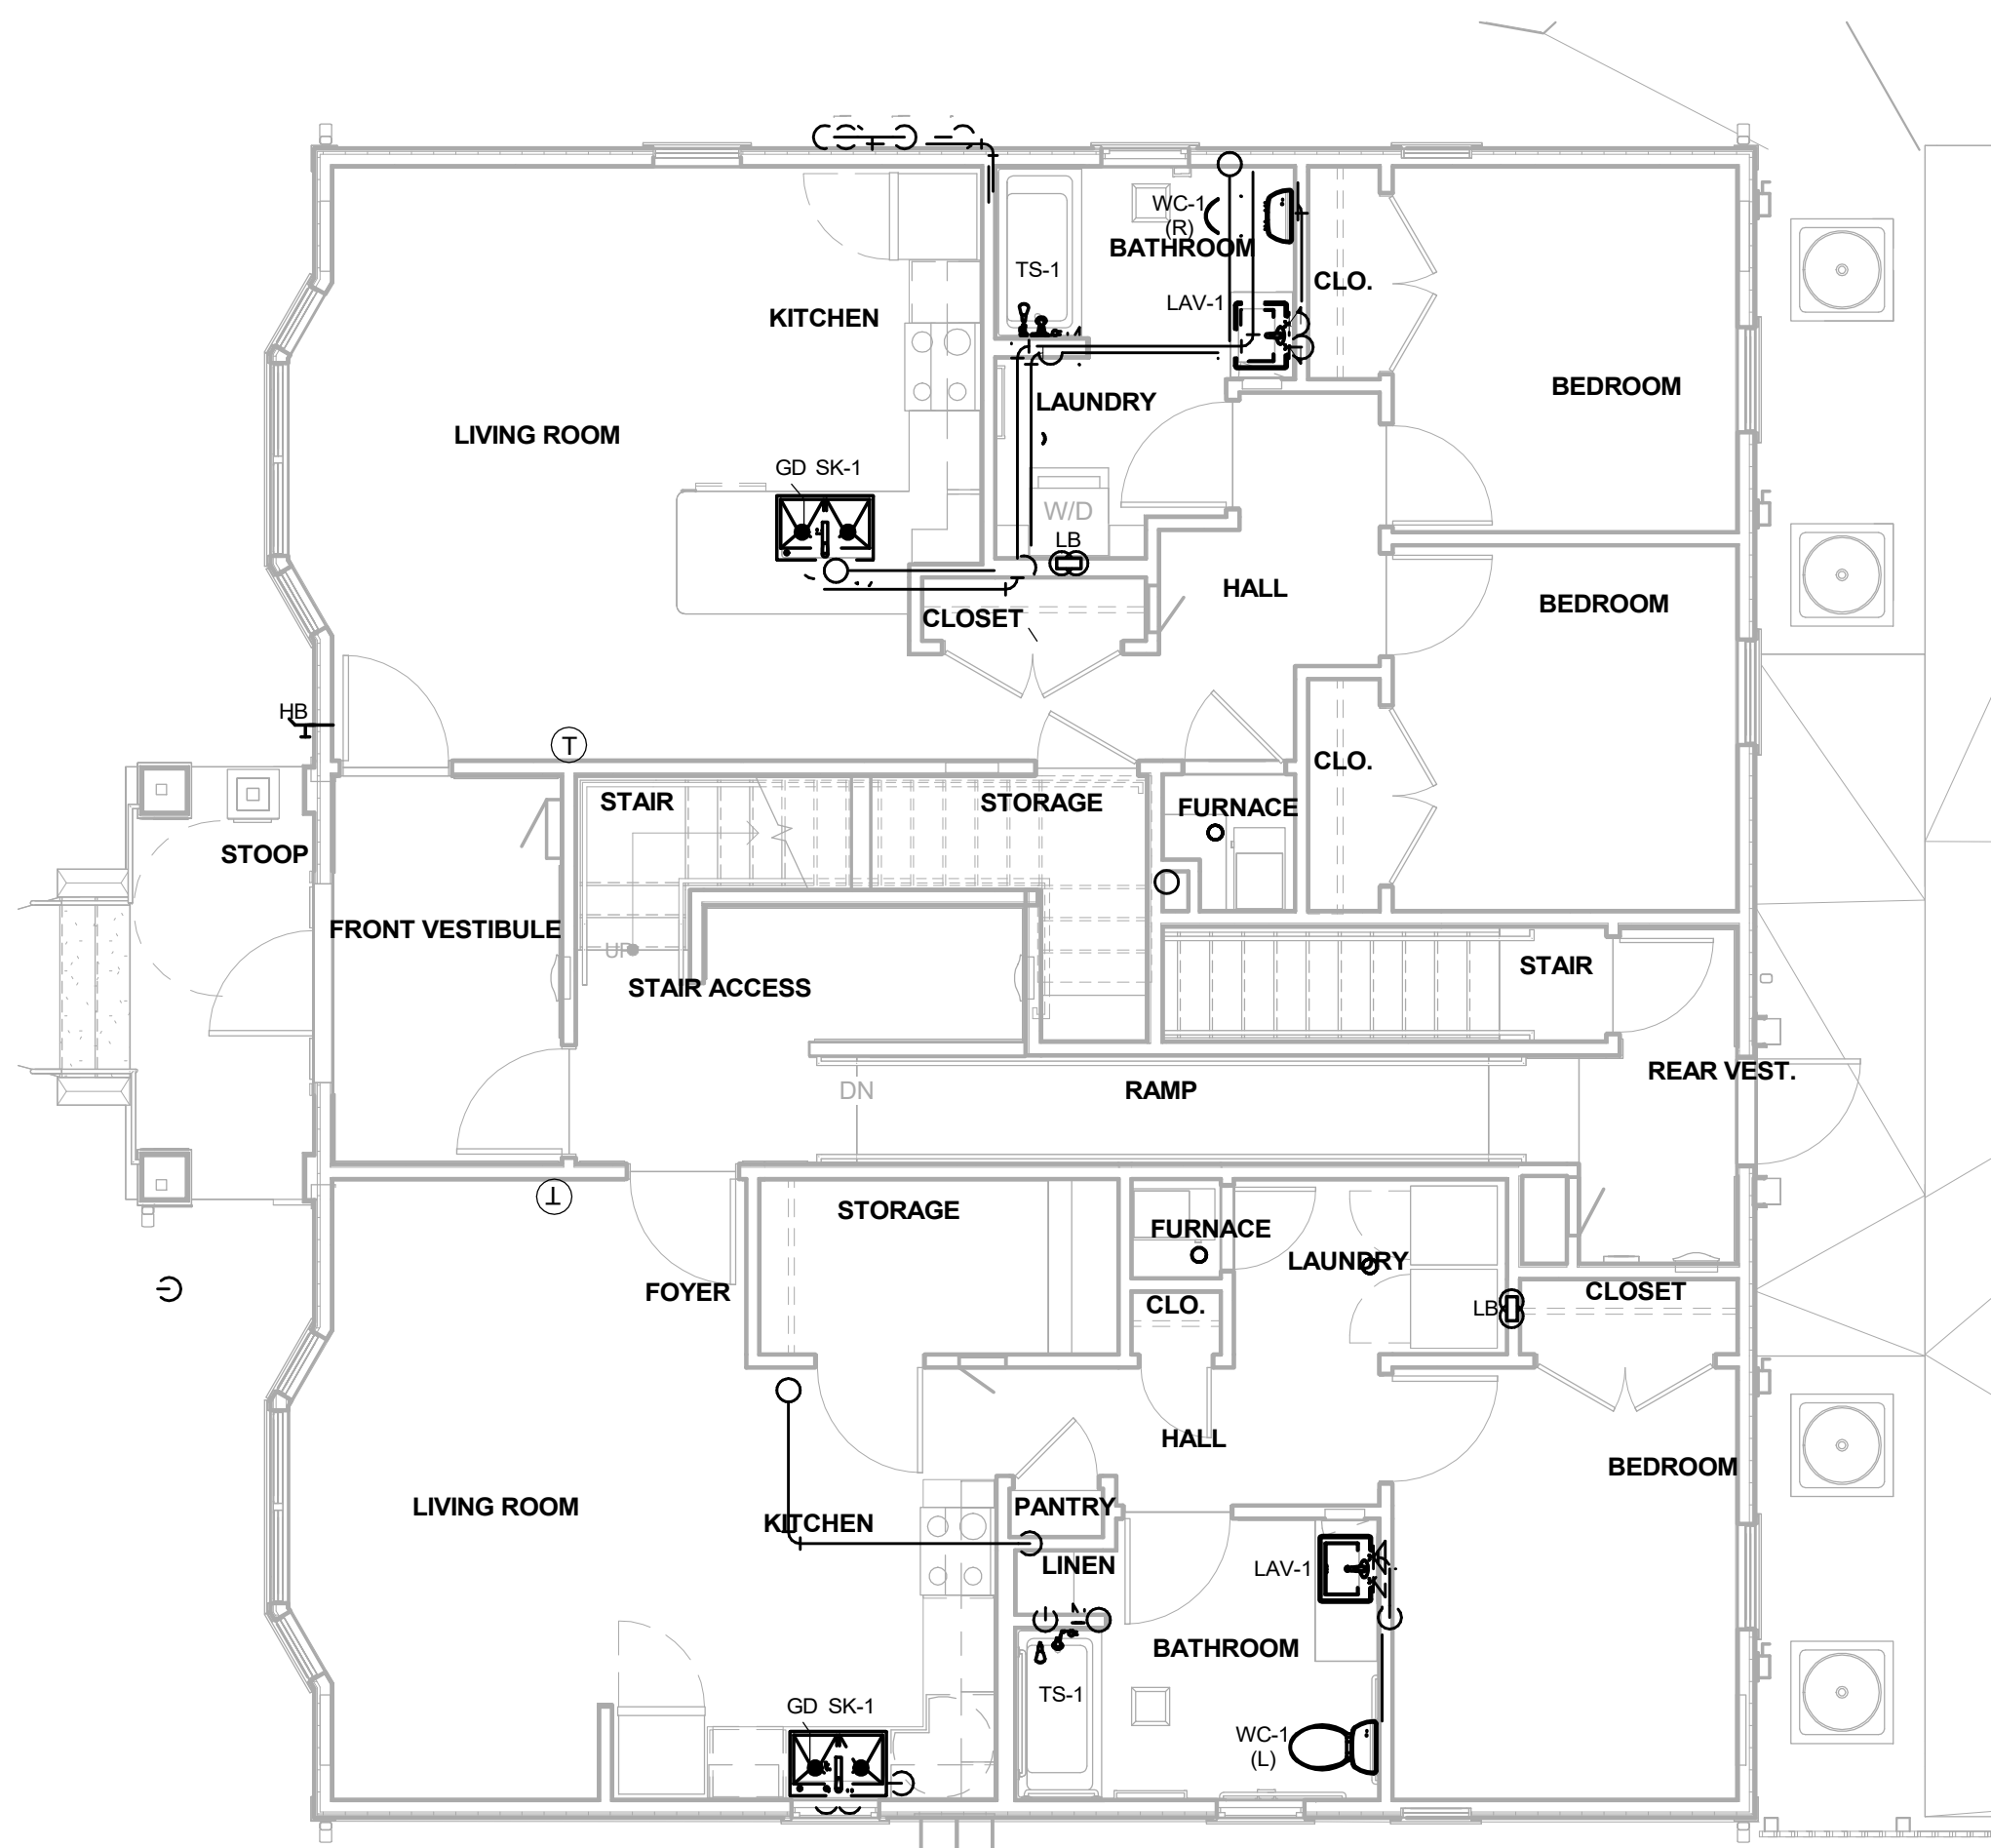 WC-1
(R)
BATHROOM
TS-1
CLO.
LAV-1
KITCHEN
BEDROOM
LAUNDRY
LIVING ROOM
GD SK-1
W/D
LB
HALL
BEDROOM
CLOSET
HB
T
CLO.
STAIR
STORAGE
FURNACE
STOOP
FRONT VESTIBULE
UP
STAIR
STAIR ACCESS
REAR VEST.
DN
RAMP
T
STORAGE
FURNACE
LAUNDRY
FOYER
CLOSET
CLO.
LB
HALL
BEDROOM
LIVING ROOM
PANTRY
KITCHEN
LINEN
LAV-1
BATHROOM
TS-1
GD SK-1
WC-1
(L)